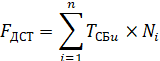 F_ДСТ = ∑_{i=1}^{n} T_СБи × N_i